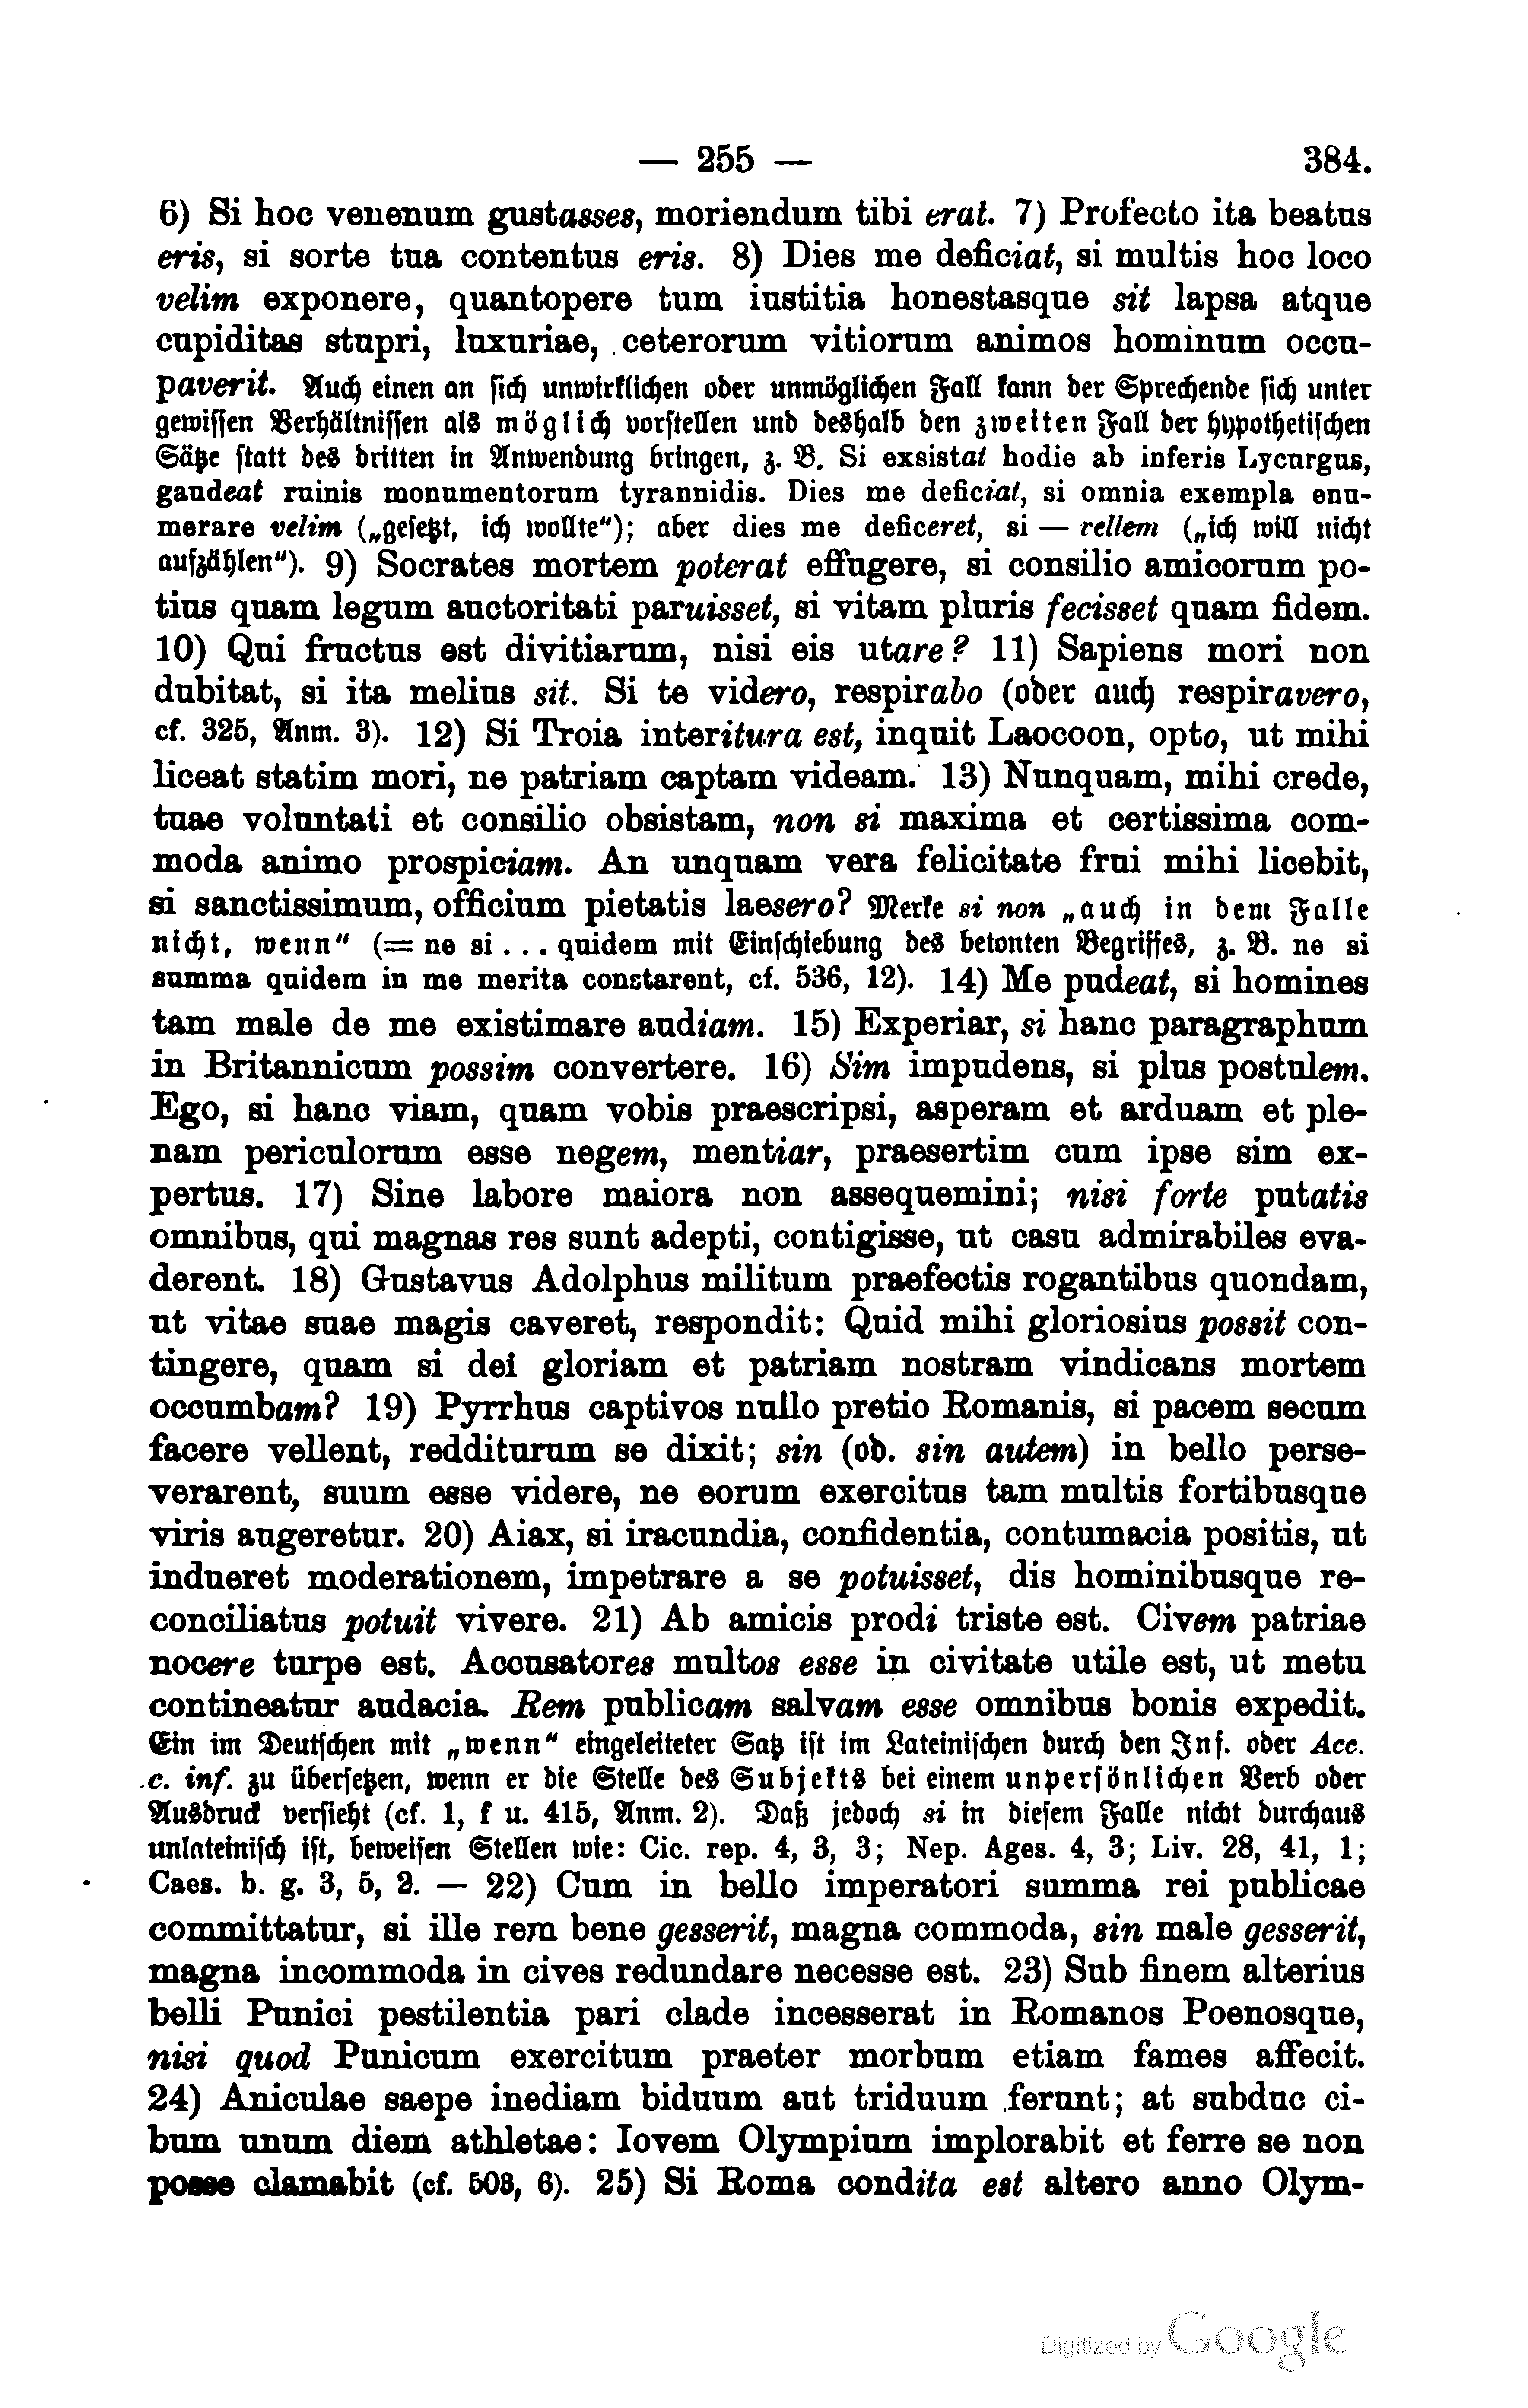 — 255 — 384.
6) Si hoc venenum gustasses, moriendum tibi erat. 7) Profecto ita beatus
eris, si sorte tua contentus eris. 8) Dies me deficiat, si multis hoc loco
velim exponere, quantopere tum iustitia honestasque sit lapsa atque
cupiditas stupri, luxuriae, ceterorum vitiorum animos hominum occu-
paverit. Auch einen an sich unwirklichen oder unmöglichen Fall kann der Sprechende sich unter
gewissen Verhältnissen als möglich vorstellen und deshalb den zweiten Fall der hypothetischen
Sätze statt des dritten in Anwendung bringen, z. B. Si exsistat hodie ab inferis Lycurgus,
gaudeat ruinis monumentorum tyrannidis. Dies me deficiat, si omnia exempla enu-
merare velim („gesetzt, ich wollte“); aber dies me deficeret, si — vellem („ich will nicht
aufzählen“). 9) Socrates mortem poterat effugere, si consilio amicorum po-
tius quam legum auctoritati paruisset, si vitam pluris fecisset quam fidem.
10) Qui fructus est divitiarum, nisi eis utare? 11) Sapiens mori non
dubitat, si ita melius sit. Si te videro, respirabo (oder auch respiravero,
cf. 325, Anm. 3). 12) Si Troia interitura est, inquit Laocoon, opto, ut mihi
liceat statim mori, ne patriam captam videam. 13) Nunquam, mihi crede,
tuae voluntati et consilio obsistam, non si maxima et certissima com-
moda animo prospiciam. An unquam vera felicitate frui mihi licebit,
si sanctissimum, officium pietatis laesero? Merke si non „auch in dem Falle
nicht, wenn“ (= ne si ... quidem mit Einschiebung des betonten Begriffes, z. B. ne si
summa quidem in me merita constarent, cf. 536, 12). 14) Me pudeat, si homines
tam male de me existimare audiam. 15) Experiar, si hanc paragraphum
in Britannicum possim convertere. 16) Sim impudens, si plus postulem.
Ego, si hanc viam, quam vobis praescripsi, asperam et arduam et ple-
nam periculorum esse negem, mentiar, praesertim cum ipse sim ex-
pertus. 17) Sine labore maiora non assequemini; nisi forte putatis
omnibus, qui magnas res sunt adepti, contigisse, ut casu admirabiles eva-
derent. 18) Gustavus Adolphus militum praefectis rogantibus quondam,
ut vitae suae magis caveret, respondit: Quid mihi gloriosius possit con-
tingere, quam si dei gloriam et patriam nostram vindicans mortem
occumbam? 19) Pyrrhus captivos nullo pretio Romanis, si pacem secum
facere vellent, redditurum se dixit; sin (od. sin autem) in bello perse-
verarent, suum esse videre, ne eorum exercitus tam multis fortibusque
viris augeretur. 20) Aiax, si iracundia, confidentia, contumacia positis, ut
indueret moderationem, impetrare a se potuisset, dis hominibusque re-
conciliatus potuit vivere. 21) Ab amicis prodi triste est. Civem patriae
nocere turpe est. Accusatores multos esse in civitate utile est, ut metu
contineatur audacia. Rem publicam salvam esse omnibus bonis expedit.
Ein im Deutschen mit „wenn“ eingeleiteter Satz ist im Lateinischen durch den Inf. oder Acc.
c. inf. zu übersetzen, wenn er die Stelle des Subjekts bei einem unpersönlichen Verb oder
Ausdruck versieht (cf. 1, f u. 415, Anm. 2). Daß jedoch si in diesem Falle nicht durchaus
unlateinisch ist, beweisen Stellen wie: Cic. rep. 4, 3, 3; Nep. Ages. 4, 3; Liv. 28, 41, 1;
Caes. b. g. 3, 5, 2. — 22) Cum in bello imperatori summa rei publicae
committatur, si ille rem bene gesserit, magna commoda, sin male gesserit,
magna incommoda in cives redundare necesse est. 23) Sub finem alterius
belli Punici pestilentia pari clade incesserat in Romanos Poenosque,
nisi quod Punicum exercitum praeter morbum etiam fames affecit.
24) Aniculae saepe inediam biduum aut triduum ferunt; at subduc ci-
bum unum diem athletae: Iovem Olympium implorabit et ferre se non
posse clamabit (cf. 503, 6). 25) Si Roma condita est altero anno Olym-
Digitized by Google